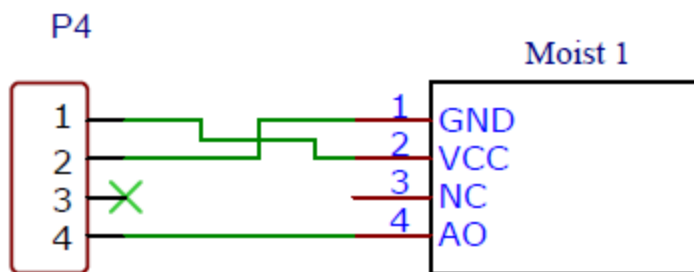 P4
Moist 1
1 1 GND
2 2 VCC
3 3 NC
4 4 AO